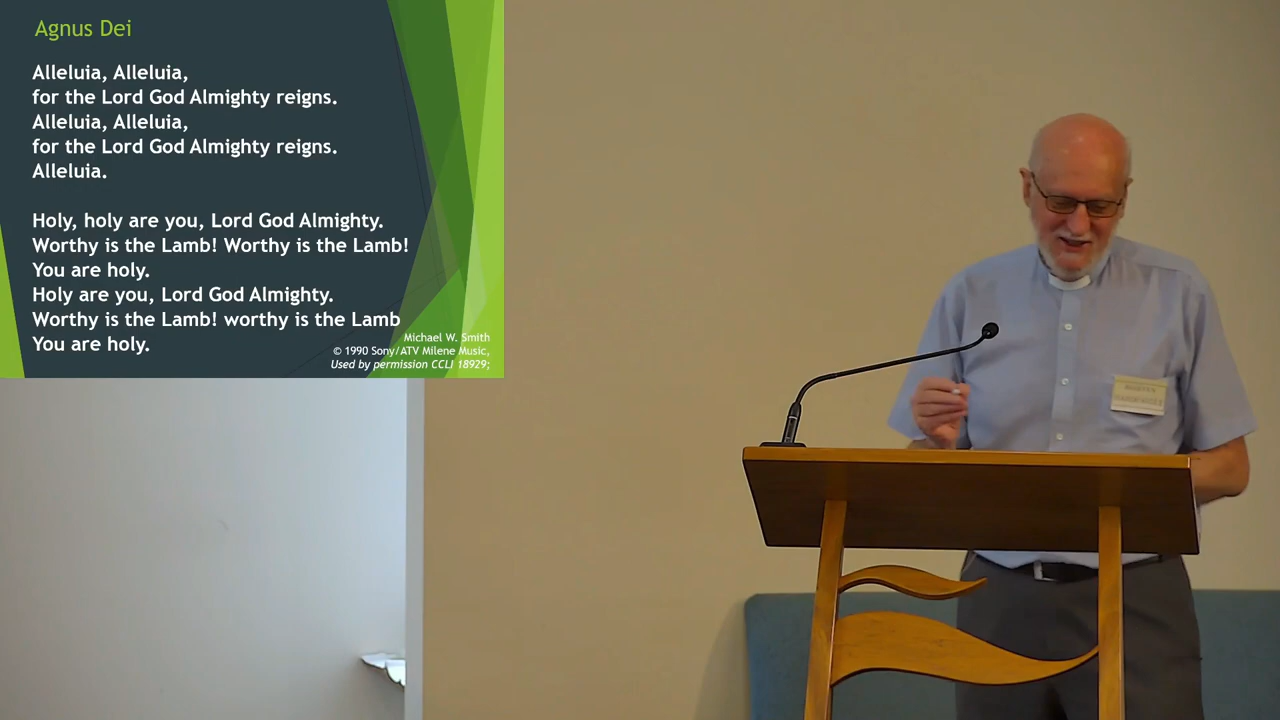 Agnus Dei
Alleluia, Alleluia,
for the Lord God Almighty reigns.
Alleluia, Alleluia,
for the Lord God Almighty reigns.
Alleluia.
Holy, holy are you, Lord God Almighty.
Worthy is the Lamb! Worthy is the Lamb!
You are holy.
Holy are you, Lord God Almighty.
Worthy is the Lamb! worthy is the Lamb
You are holy.
Michael W. Smith
© 1990 Sony/ATV Milene Music,
Used by permission CCLI 18929;